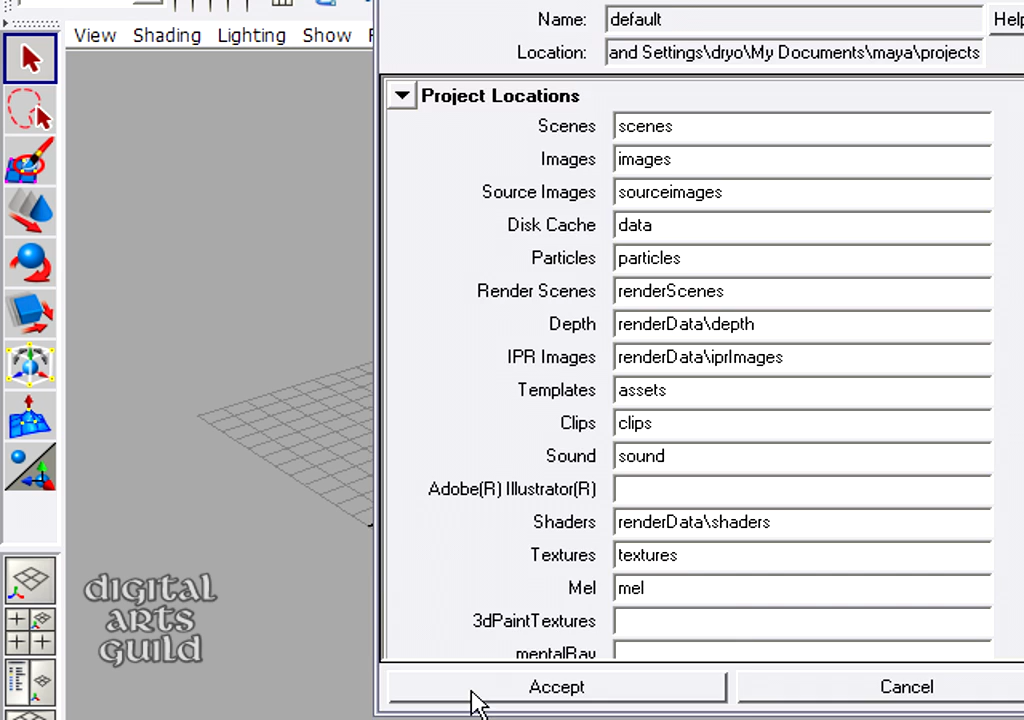 Name: default Help
Location: and Settings\dryo\My Documents\maya\projects
View Shading Lighting Show
Project Locations
Scenes scenes
Images images
Source Images sourceimages
Disk Cache data
Particles particles
Render Scenes renderScenes
Depth renderData\depth
IPR Images renderData\iprImages
Templates assets
Clips clips
Sound sound
Adobe(R) Illustrator(R)
Shaders renderData\shaders
Textures textures
Mel mel
3dPaintTextures
mentalRay
Accept Cancel
digital
arts
guild